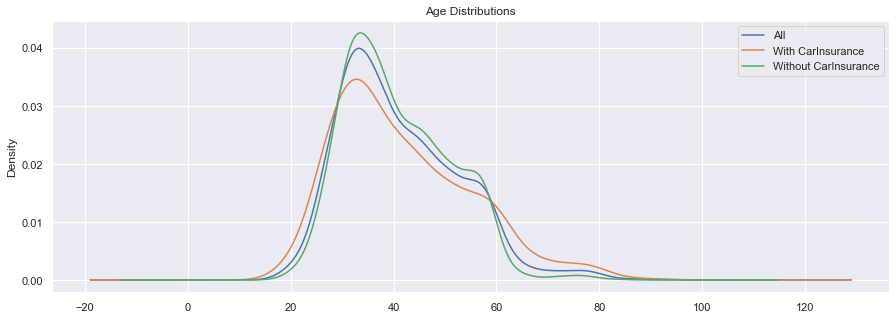 Age Distributions
All
With CarInsurance
Without CarInsurance
Density
0.04
0.03
0.02
0.01
0.00
−20 0 20 40 60 80 100 120